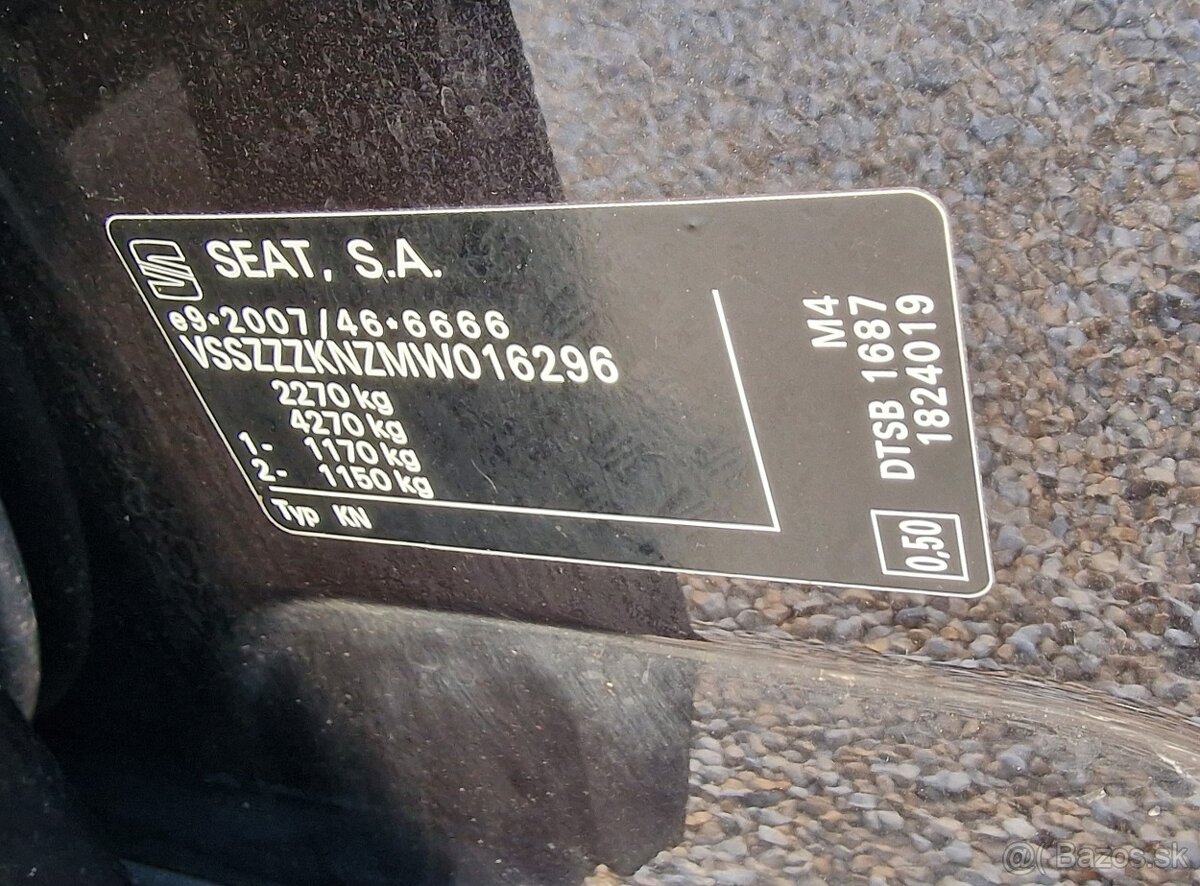 SEAT, S.A.
e9*2007/46*6666
VSSZZZKNZMW016296
2270 kg
4270 kg
1- 1170 kg
2- 1150 kg
Typ KN
M4
DTSB 1687
1824019
0,50
@( Bazos.sk